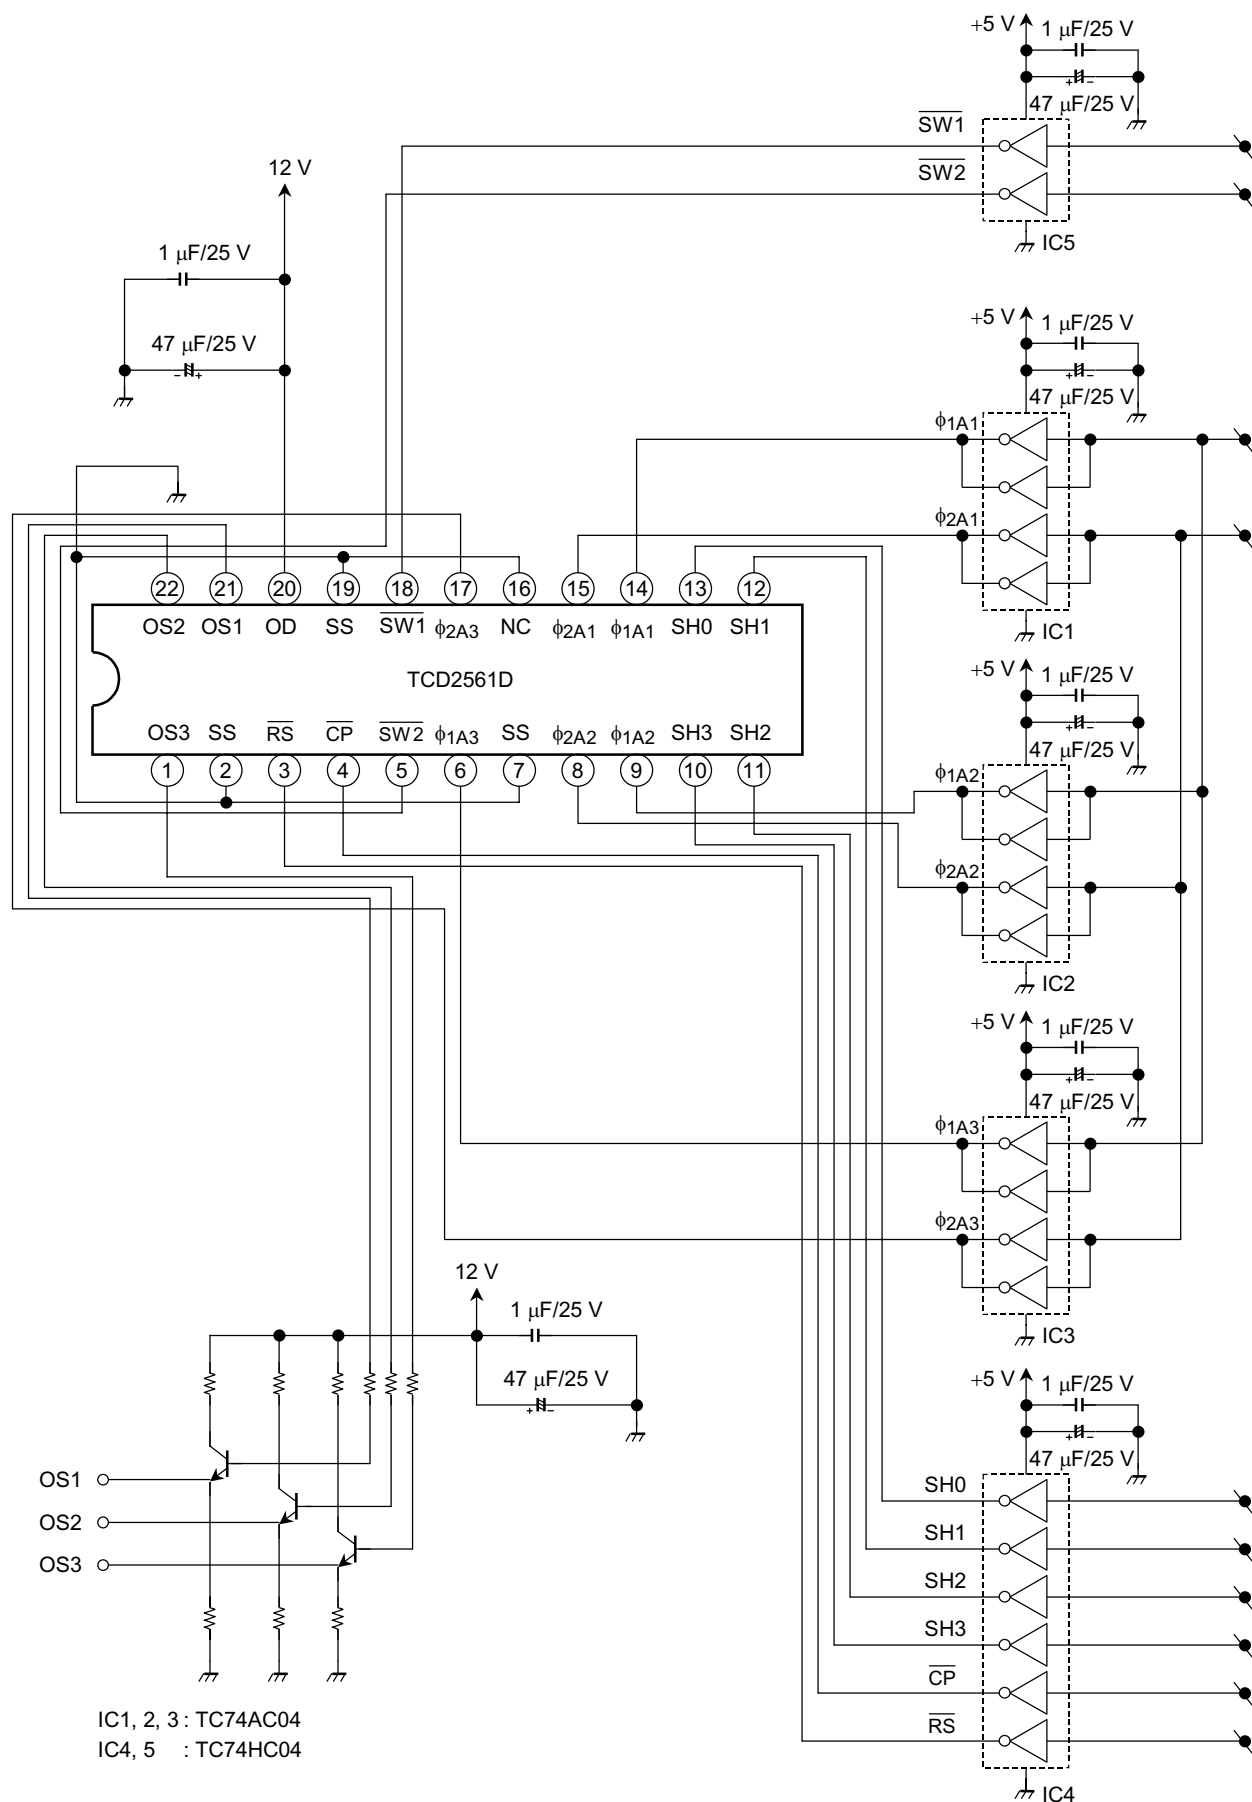 +5 V
1 μF/25 V
47 μF/25 V
SW1
SW2
IC5
12 V
1 μF/25 V
47 μF/25 V
+5 V
1 μF/25 V
47 μF/25 V
ϕ1A1
ϕ2A1
IC1
22 21 20 19 18 17 16 15 14 13 12
OS2 OS1 OD SS SW1 ϕ2A3 NC ϕ2A1 ϕ1A1 SH0 SH1
TCD2561D
OS3 SS RS CP SW2 ϕ1A3 SS ϕ2A2 ϕ1A2 SH3 SH2
1 2 3 4 5 6 7 8 9 10 11
+5 V
1 μF/25 V
47 μF/25 V
ϕ1A2
ϕ2A2
IC2
+5 V
1 μF/25 V
47 μF/25 V
ϕ1A3
ϕ2A3
IC3
12 V
1 μF/25 V
47 μF/25 V
OS1
OS2
OS3
+5 V
1 μF/25 V
47 μF/25 V
SH0
SH1
SH2
SH3
CP
RS
IC4
IC1, 2, 3 : TC74AC04
IC4, 5 : TC74HC04